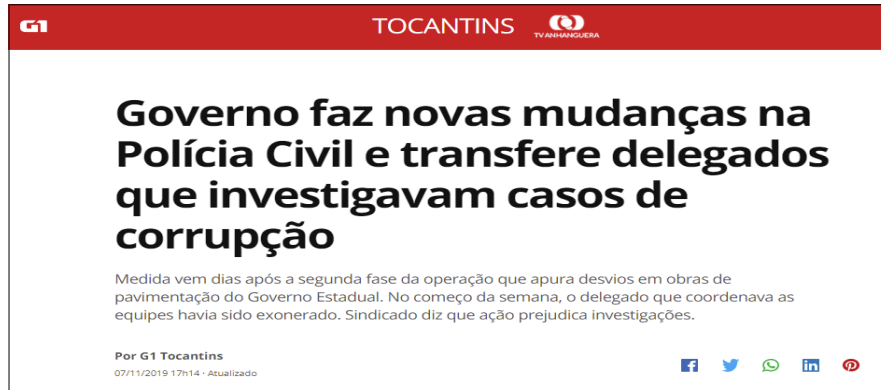 G1
TOCANTINS
TV ANHANGUERA
Governo faz novas mudanças na
Polícia Civil e transfere delegados
que investigavam casos de
corrupção
Medida vem dias após a segunda fase da operação que apura desvios em obras de
pavimentação do Governo Estadual. No começo da semana, o delegado que coordenava as
equipes havia sido exonerado. Sindicado diz que ação prejudica investigações.
Por G1 Tocantins
07/11/2019 17h14 · Atualizado